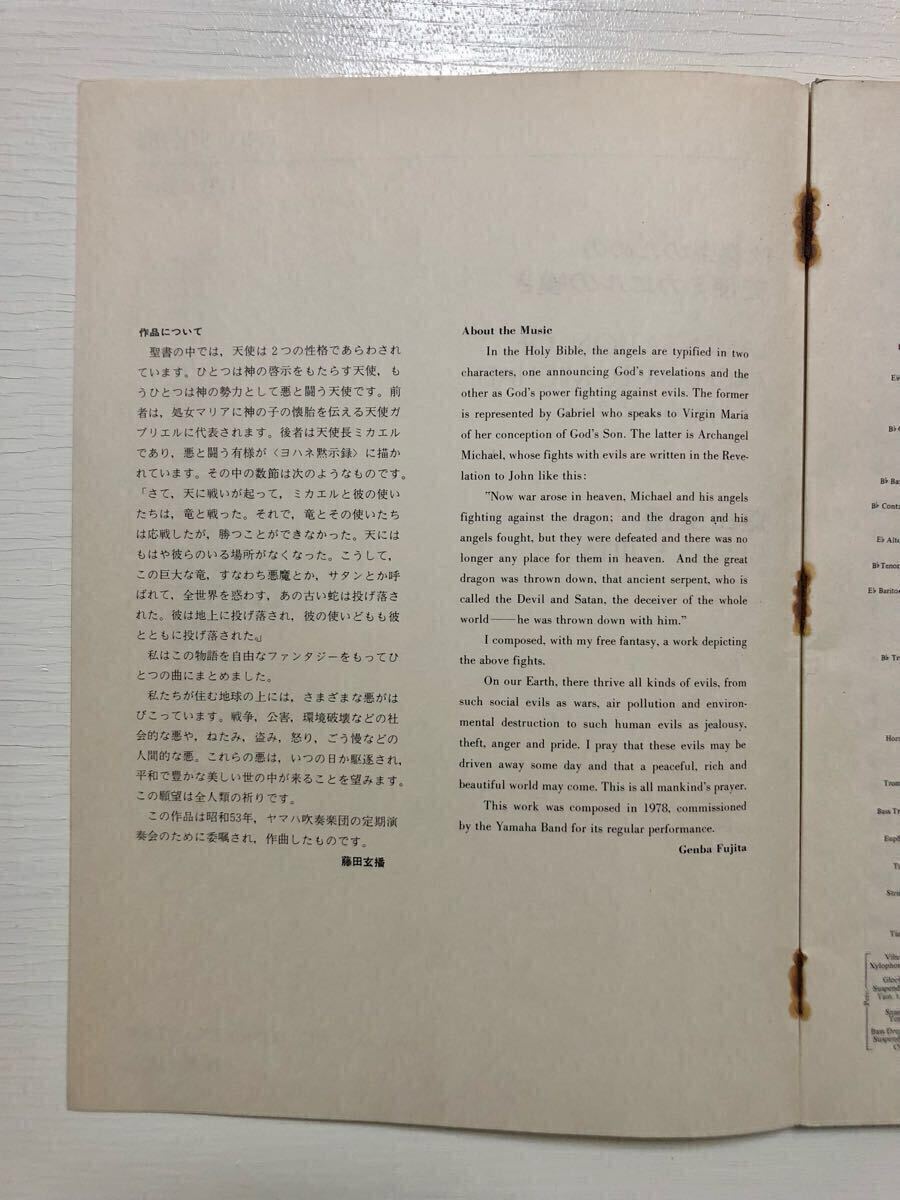 作品について
聖書の中では，天使は２つの性格であらわされ
ています。ひとつは神の啓示をもたらす天使，も
うひとつは神の勢力として悪と闘う天使です。前
者は，処女マリアに神の子の懐胎を伝える天使ガ
ブリエルに代表されます。後者は天使長ミカエル
であり，悪と闘う有様が〈ヨハネ黙示録〉に描か
れています。その中の数節は次のようなものです。
「さて，天に戦いが起って，ミカエルと彼の使い
たちは，竜と戦った。それで，竜とその使いたち
は応戦したが，勝つことができなかった。天には
もはや彼らのいる場所がなくなった。こうして，
この巨大な竜，すなわち悪魔とか，サタンとか呼
ばれて，全世界を惑わす，あの古い蛇は投げ落さ
れた。彼は地上に投げ落され，彼の使いどもも彼
とともに投げ落された。」
私はこの物語を自由なファンタジーをもってひ
とつの曲にまとめました。
私たちが住む地球の上には，さまざまな悪がは
びこっています。戦争，公害，環境破壊などの社
会的な悪や，ねたみ，盗み，怒り，ごう慢などの
人間的な悪。これらの悪は，いつの日か駆逐され，
平和で豊かな美しい世の中が来ることを望みます。
この願望は全人類の祈りです。
この作品は昭和53年，ヤマハ吹奏楽団の定期演
奏会のために委嘱され，作曲したものです。
藤田玄播
About the Music
In the Holy Bible, the angels are typified in two
characters, one announcing God's revelations and the
other as God's power fighting against evils. The former
is represented by Gabriel who speaks to Virgin Maria
of her conception of God's Son. The latter is Archangel
Michael, whose fights with evils are written in the Reve-
lation to John like this:
"Now war arose in heaven, Michael and his angels
fighting against the dragon; and the dragon and his
angels fought, but they were defeated and there was no
longer any place for them in heaven. And the great
dragon was thrown down, that ancient serpent, who is
called the Devil and Satan, the deceiver of the whole
world——he was thrown down with him."
I composed, with my free fantasy, a work depicting
the above fights.
On our Earth, there thrive all kinds of evils, from
such social evils as wars, air pollution and environ-
mental destruction to such human evils as jealousy,
theft, anger and pride. I pray that these evils may be
driven away some day and that a peaceful, rich and
beautiful world may come. This is all mankind's prayer.
This work was composed in 1978, commissioned
by the Yamaha Band for its regular performance.
Genba Fujita